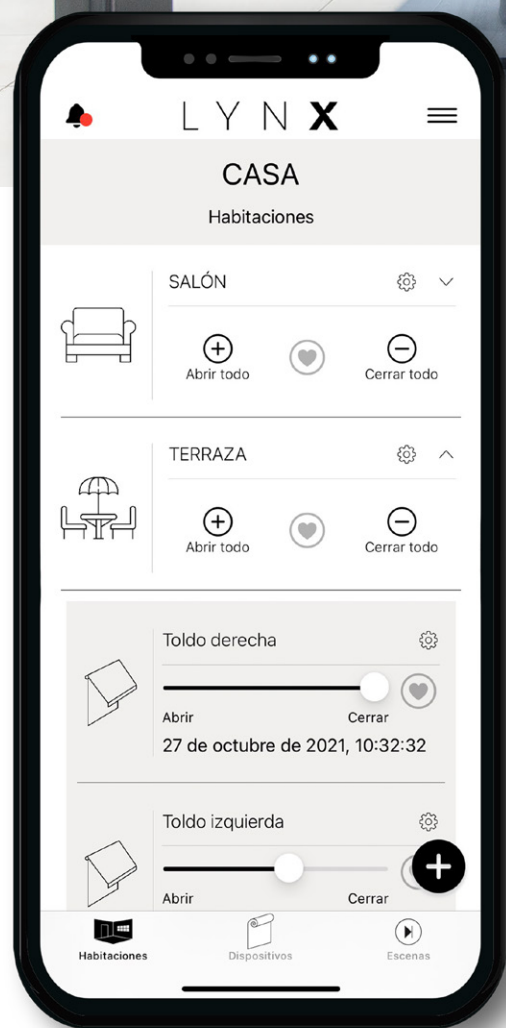 LYNX
CASA
Habitaciones
SALÓN
Abrir todo
Cerrar todo
TERRAZA
Abrir todo
Cerrar todo
Toldo derecha
Abrir
Cerrar
27 de octubre de 2021, 10:32:32
Toldo izquierda
Abrir
Cerrar
Habitaciones
Dispositivos
Escenas